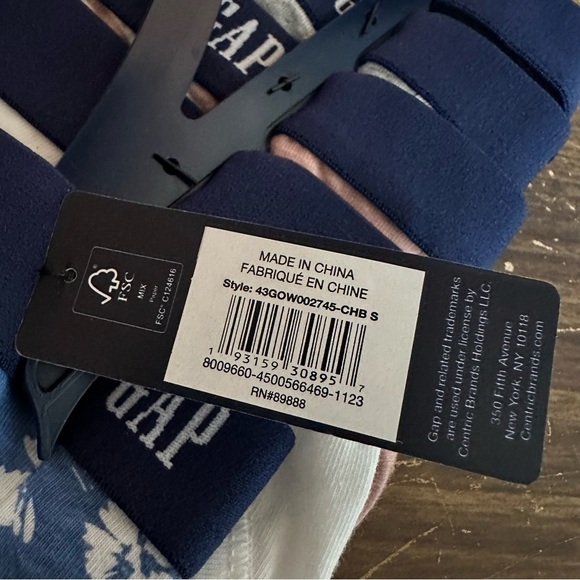 GAP
GAP
FSC
MIX
Paper
FSC® C124616
MADE IN CHINA
FABRIQUÉ EN CHINE
Style: 43GOW002745-CHB S
1 93159 30895 7
8009660-4500566469-1123
RN#89888
Gap and related trademarks
are used under license by
Centric Brands Holdings LLC.
350 Fifth Avenue
New York, NY 10118
Centricbrands.com
GAP